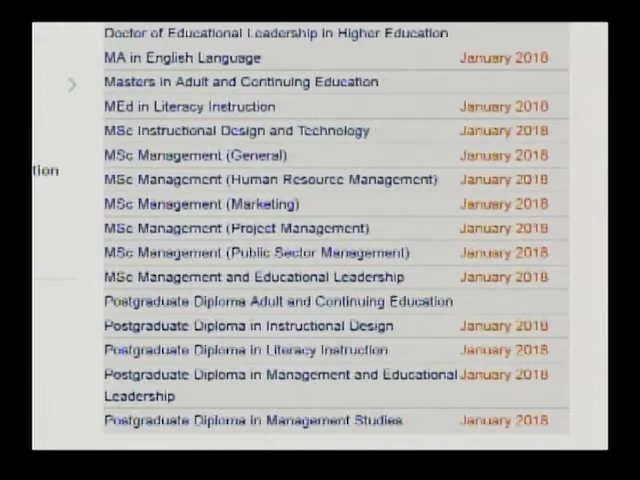 Doctor of Educational Leadership in Higher Education
MA in English Language January 2018
Masters in Adult and Continuing Education
MEd in Literacy Instruction January 2018
MSc Instructional Design and Technology January 2018
MSc Management (General) January 2018
tion
MSc Management (Human Resource Management) January 2018
MSc Management (Marketing) January 2018
MSc Management (Project Management) January 2018
MSc Management (Public Sector Management) January 2018
MSc Management and Educational Leadership January 2018
Postgraduate Diploma Adult and Continuing Education
Postgraduate Diploma in Instructional Design January 2018
Postgraduate Diploma in Literacy Instruction January 2018
Postgraduate Diploma in Management and Educational January 2018
Leadership
Postgraduate Diploma in Management Studies January 2018